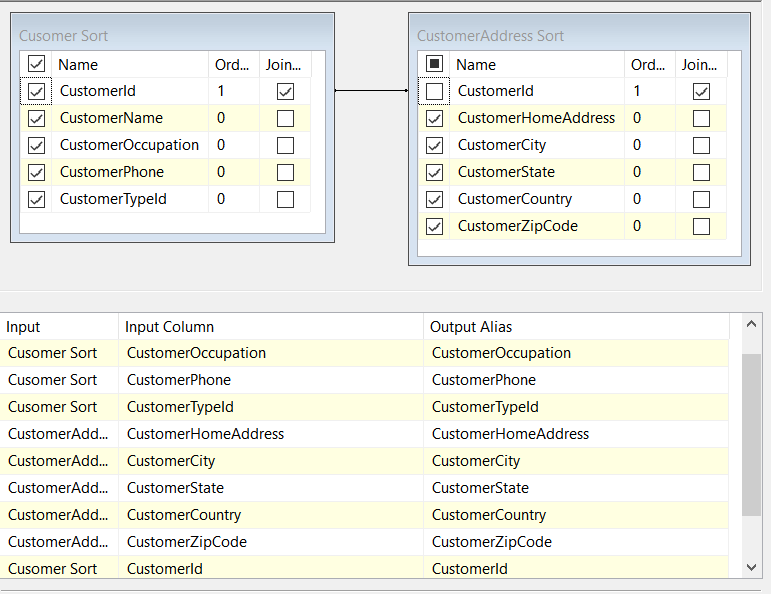 Cusomer Sort
Name Ord... Join...
CustomerId 1
CustomerName 0
CustomerOccupation 0
CustomerPhone 0
CustomerTypeId 0
CustomerAddress Sort
Name Ord... Join...
CustomerId 1
CustomerHomeAddress 0
CustomerCity 0
CustomerState 0
CustomerCountry 0
CustomerZipCode 0
Input Input Column Output Alias
Cusomer Sort CustomerOccupation CustomerOccupation
Cusomer Sort CustomerPhone CustomerPhone
Cusomer Sort CustomerTypeId CustomerTypeId
CustomerAdd... CustomerHomeAddress CustomerHomeAddress
CustomerAdd... CustomerCity CustomerCity
CustomerAdd... CustomerState CustomerState
CustomerAdd... CustomerCountry CustomerCountry
CustomerAdd... CustomerZipCode CustomerZipCode
Cusomer Sort CustomerId CustomerId